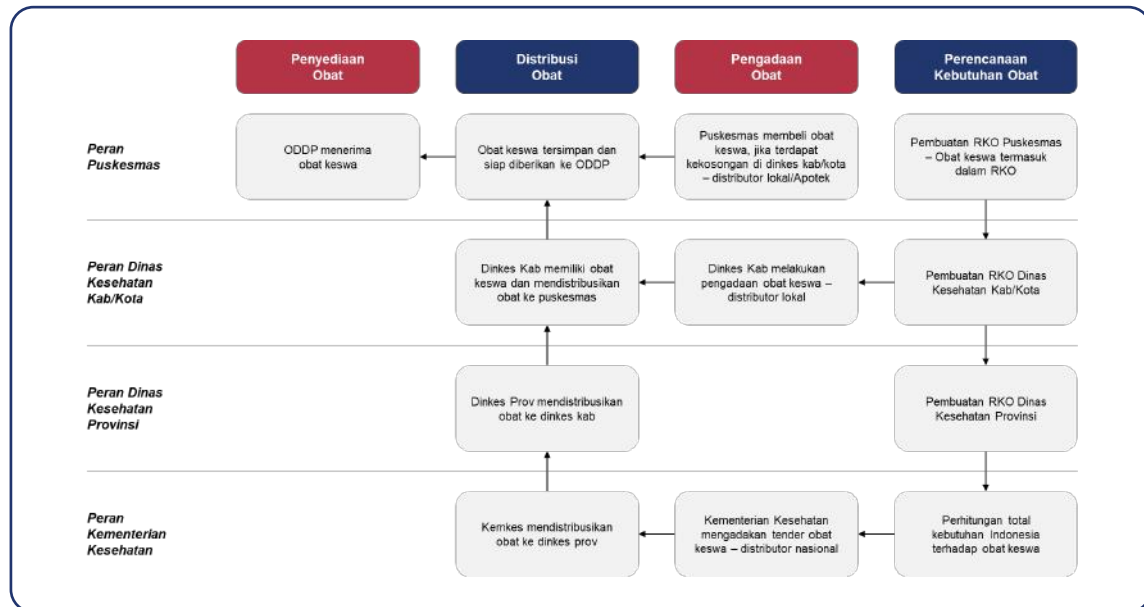 Penyediaan
Obat
Distribusi
Obat
Pengadaan
Obat
Perencanaan
Kebutuhan Obat
Peran
Puskesmas
ODDP menerima
obat keswa
Obat keswa tersimpan dan
siap diberikan ke ODDP
Puskesmas membeli obat
keswa, jika terdapat
kekosongan di dinkes kab/kota
– distributor lokal/Apotek
Pembuatan RKO Puskesmas
– Obat keswa termasuk
dalam RKO
Peran Dinas
Kesehatan
Kab/Kota
Dinkes Kab memiliki obat
keswa dan mendistribusikan
obat ke puskesmas
Dinkes Kab melakukan
pengadaan obat keswa –
distributor lokal
Pembuatan RKO Dinas
Kesehatan Kab/Kota
Peran Dinas
Kesehatan
Provinsi
Dinkes Prov mendistribusikan
obat ke dinkes kab
Pembuatan RKO Dinas
Kesehatan Provinsi
Peran
Kementerian
Kesehatan
Kemkes mendistribusikan
obat ke dinkes prov
Kementerian Kesehatan
mengadakan tender obat
keswa – distributor nasional
Perhitungan total
kebutuhan Indonesia
terhadap obat keswa